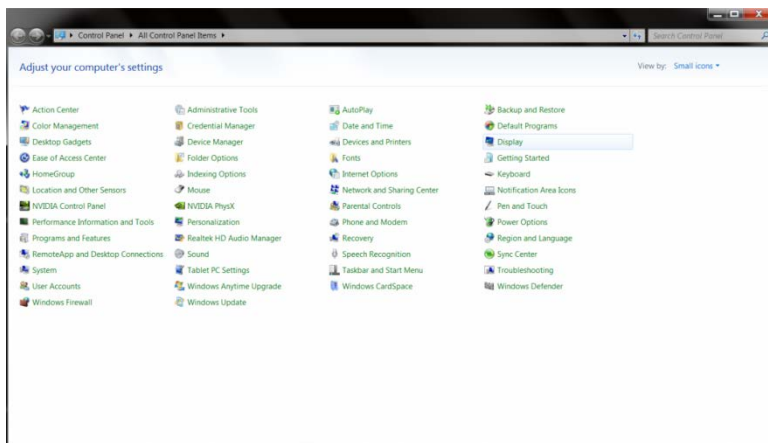 Control Panel ▸ All Control Panel Items ▸ Search Control Panel
Adjust your computer's settings View by: Small icons
Action Center Administrative Tools AutoPlay Backup and Restore
Color Management Credential Manager Date and Time Default Programs
Desktop Gadgets Device Manager Devices and Printers Display
Ease of Access Center Folder Options Fonts Getting Started
HomeGroup Indexing Options Internet Options Keyboard
Location and Other Sensors Mouse Network and Sharing Center Notification Area Icons
NVIDIA Control Panel NVIDIA PhysX Parental Controls Pen and Touch
Performance Information and Tools Personalization Phone and Modem Power Options
Programs and Features Realtek HD Audio Manager Recovery Region and Language
RemoteApp and Desktop Connections Sound Speech Recognition Sync Center
System Tablet PC Settings Taskbar and Start Menu Troubleshooting
User Accounts Windows Anytime Upgrade Windows CardSpace Windows Defender
Windows Firewall Windows Update